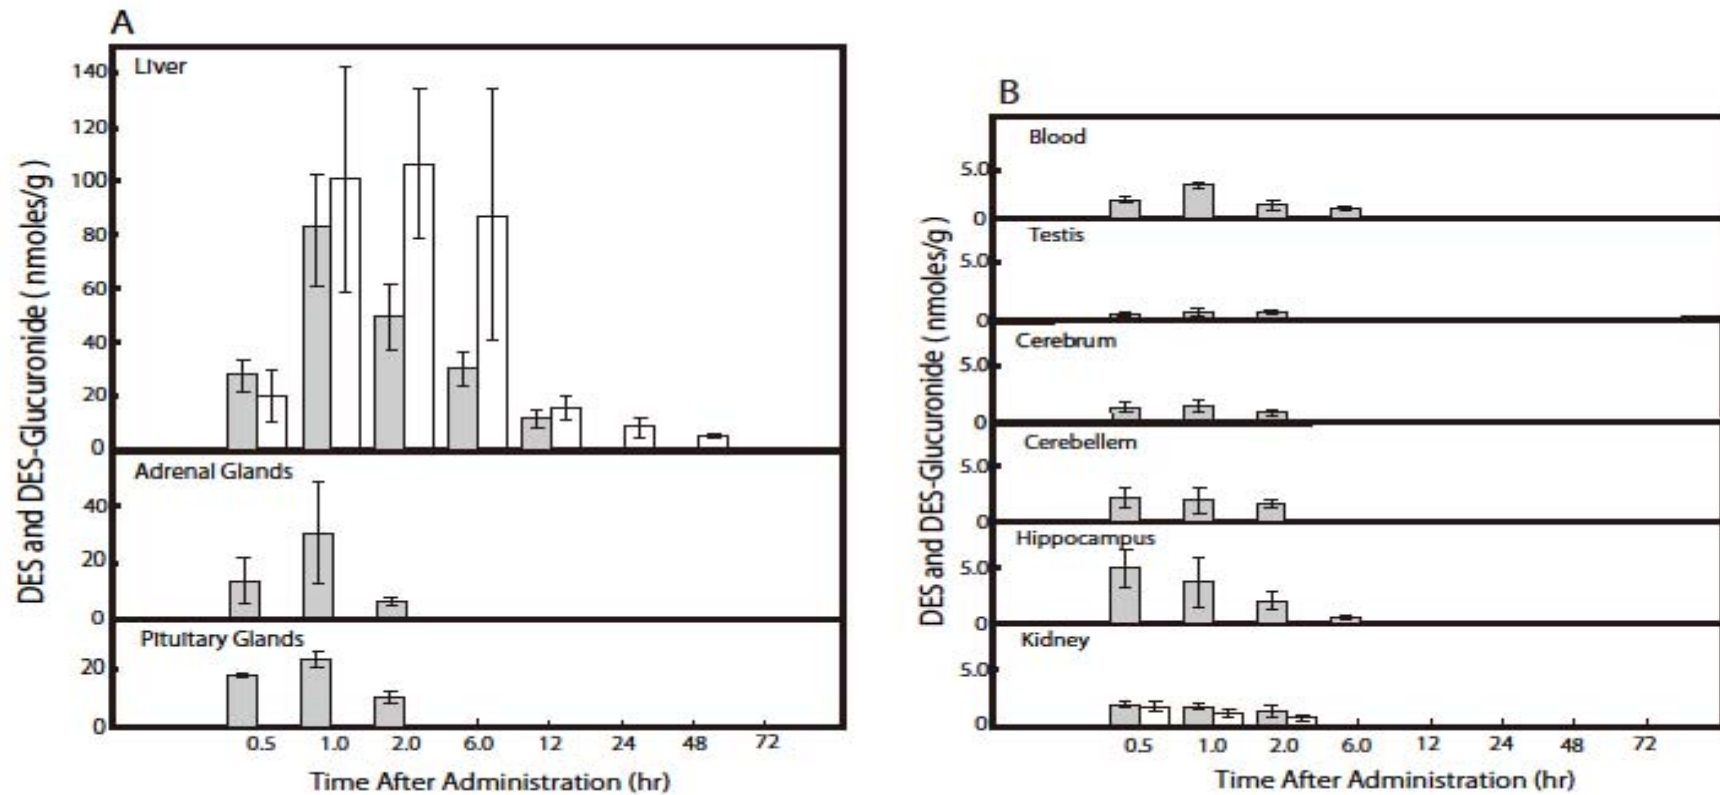 A
DES and DES-Glucuronide ( nmoles/g )
Liver
140
120
100
80
60
40
20
0
Adrenal Glands
40
20
0
Pituitary Glands
20
0
0.5 1.0 2.0 6.0 12 24 48 72
Time After Administration (hr)
B
DES and DES-Glucuronide ( nmoles/g )
Blood
5.0
0
Testis
5.0
0
Cerebrum
5.0
0
Cerebellem
5.0
0
Hippocampus
5.0
0
Kidney
5.0
0
0.5 1.0 2.0 6.0 12 24 48 72
Time After Administration (hr)